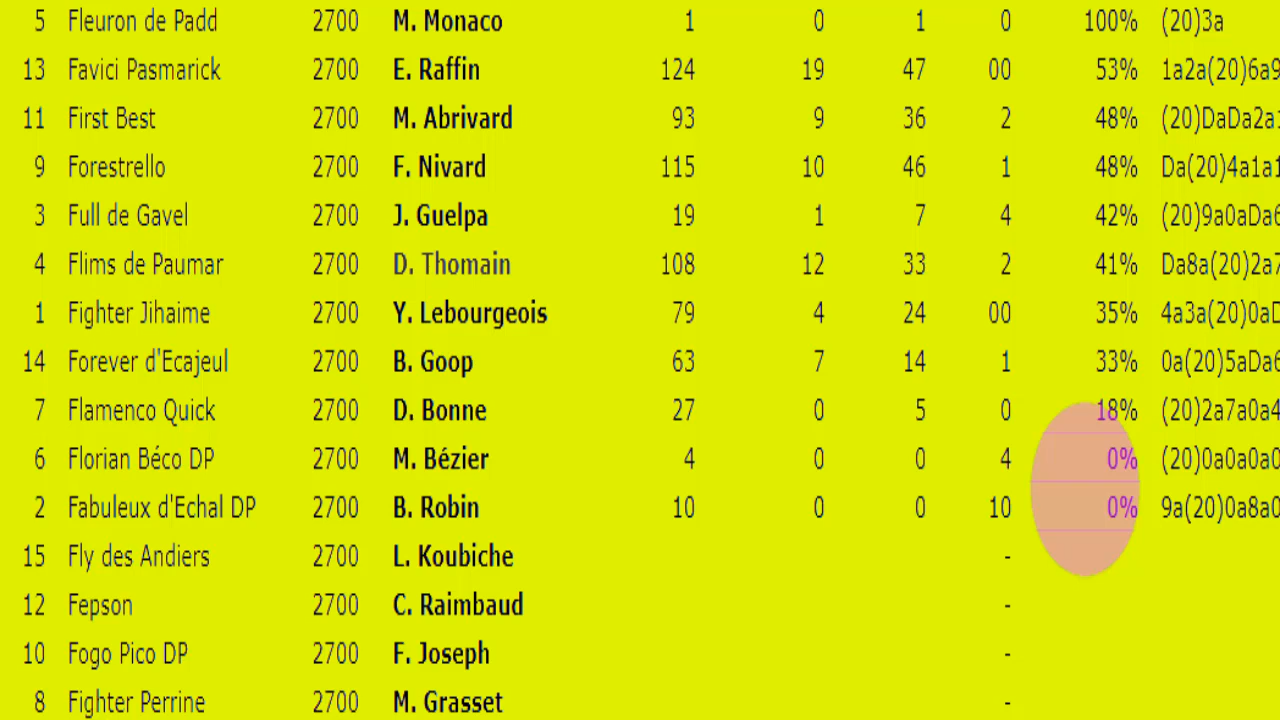 5 Fleuron de Padd 2700 M. Monaco 1 0 1 0 100% (20)3a
13 Favici Pasmarick 2700 E. Raffin 124 19 47 00 53% 1a2a(20)6a9
11 First Best 2700 M. Abrivard 93 9 36 2 48% (20)DaDa2a1
9 Forestrello 2700 F. Nivard 115 10 46 1 48% Da(20)4a1a1
3 Full de Gavel 2700 J. Guelpa 19 1 7 4 42% (20)9a0aDa6
4 Flims de Paumar 2700 D. Thomain 108 12 33 2 41% Da8a(20)2a7
1 Fighter Jihaime 2700 Y. Lebourgeois 79 4 24 00 35% 4a3a(20)0aD
14 Forever d'Ecajeul 2700 B. Goop 63 7 14 1 33% 0a(20)5aDa6
7 Flamenco Quick 2700 D. Bonne 27 0 5 0 18% (20)2a7a0a4
6 Florian Béco DP 2700 M. Bézier 4 0 0 4 0% (20)0a0a0a0
2 Fabuleux d'Echal DP 2700 B. Robin 10 0 0 10 0% 9a(20)0a8a0
15 Fly des Andiers 2700 L. Koubiche -
12 Fepson 2700 C. Raimbaud -
10 Fogo Pico DP 2700 F. Joseph -
8 Fighter Perrine 2700 M. Grasset -